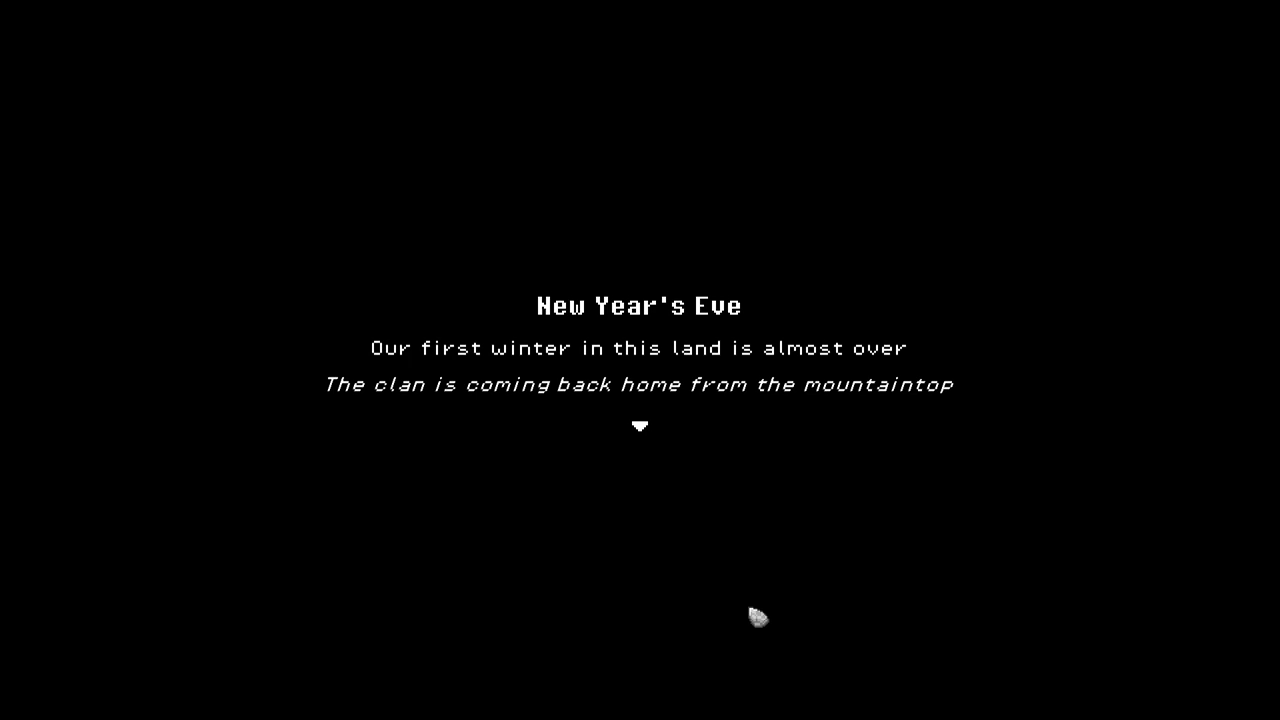 New Year's Eve
Our first winter in this land is almost over
The clan is coming back home from the mountaintop